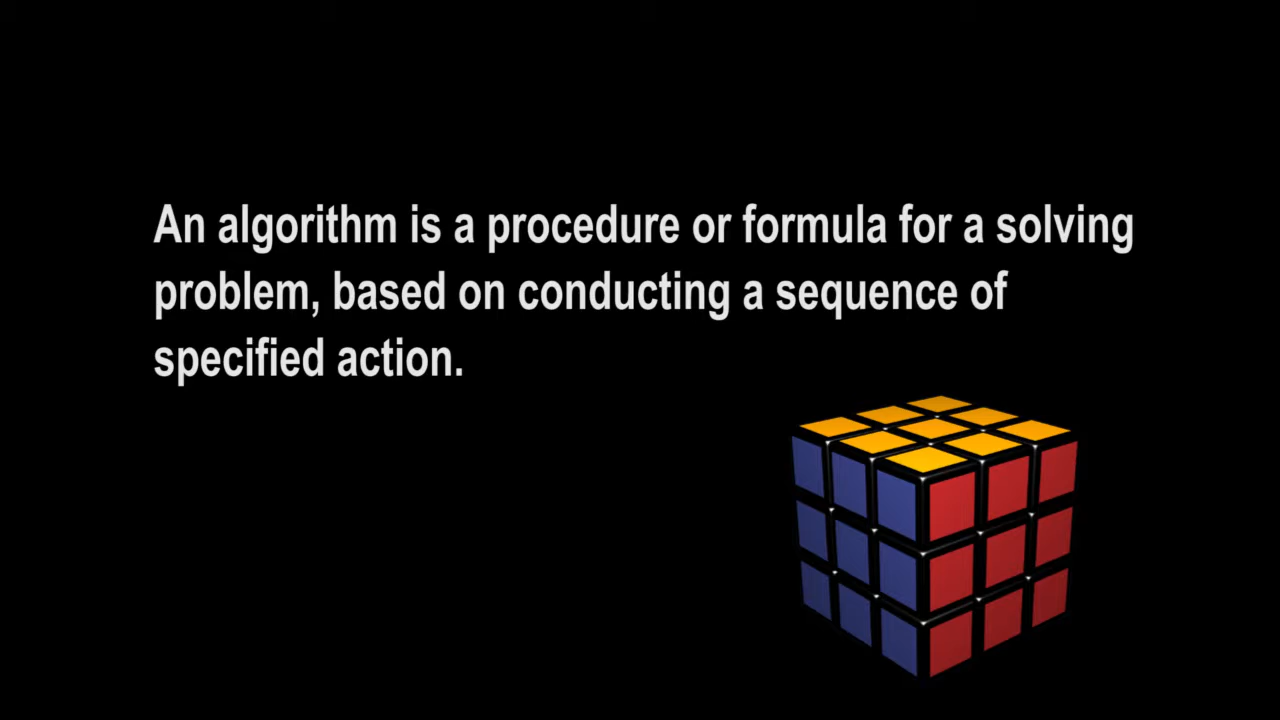 An algorithm is a procedure or formula for a solving
problem, based on conducting a sequence of
specified action.